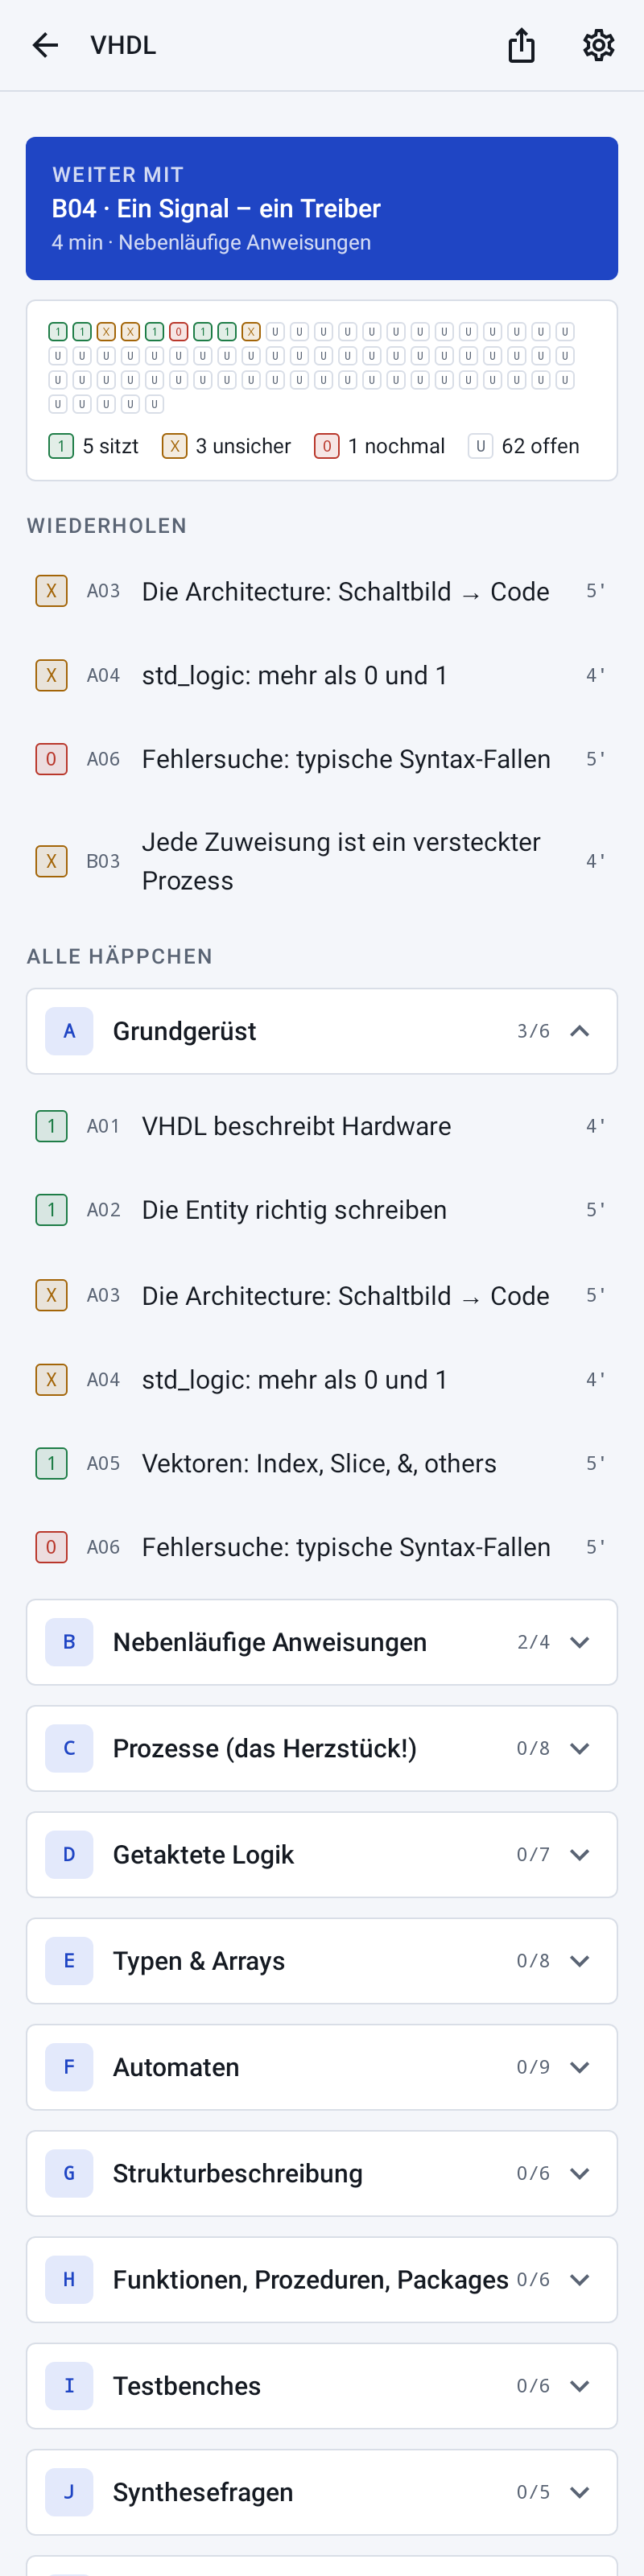 VHDL
WEITER MIT
B04 · Ein Signal – ein Treiber
4 min · Nebenläufige Anweisungen
1 1 X X 1 0 1 1 X U U U U U U U U U U U U U
U U U U U U U U U U U U U U U U U U U U U U
U U U U U U U U U U U U U U U U U U U U U U
U U U U U
1 5 sitzt X 3 unsicher 0 1 nochmal U 62 offen
WIEDERHOLEN
X A03 Die Architecture: Schaltbild → Code 5'
X A04 std_logic: mehr als 0 und 1 4'
0 A06 Fehlersuche: typische Syntax-Fallen 5'
X B03 Jede Zuweisung ist ein versteckter 4'
Prozess
ALLE HÄPPCHEN
A Grundgerüst 3/6
1 A01 VHDL beschreibt Hardware 4'
1 A02 Die Entity richtig schreiben 5'
X A03 Die Architecture: Schaltbild → Code 5'
X A04 std_logic: mehr als 0 und 1 4'
1 A05 Vektoren: Index, Slice, &, others 5'
0 A06 Fehlersuche: typische Syntax-Fallen 5'
B Nebenläufige Anweisungen 2/4
C Prozesse (das Herzstück!) 0/8
D Getaktete Logik 0/7
E Typen & Arrays 0/8
F Automaten 0/9
G Strukturbeschreibung 0/6
H Funktionen, Prozeduren, Packages 0/6
I Testbenches 0/6
J Synthesefragen 0/5